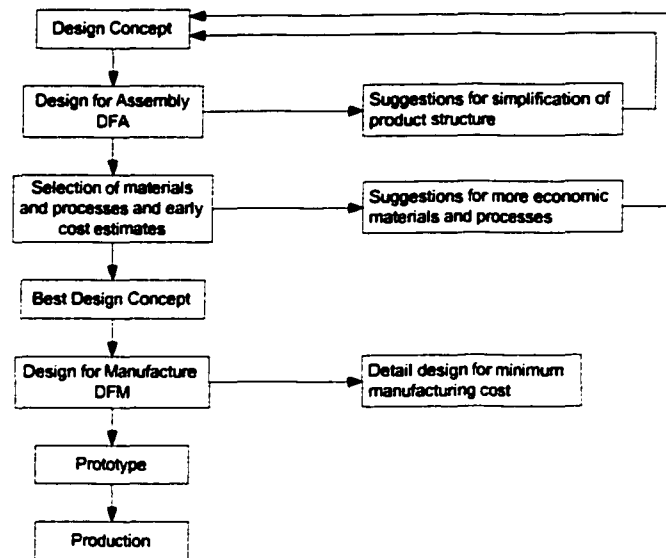 Design Concept
Design for Assembly
DFA
Suggestions for simplification of
product structure
Selection of materials
and processes and early
cost estimates
Suggestions for more economic
materials and processes
Best Design Concept
Design for Manufacture
DFM
Detail design for minimum
manufacturing cost
Prototype
Production